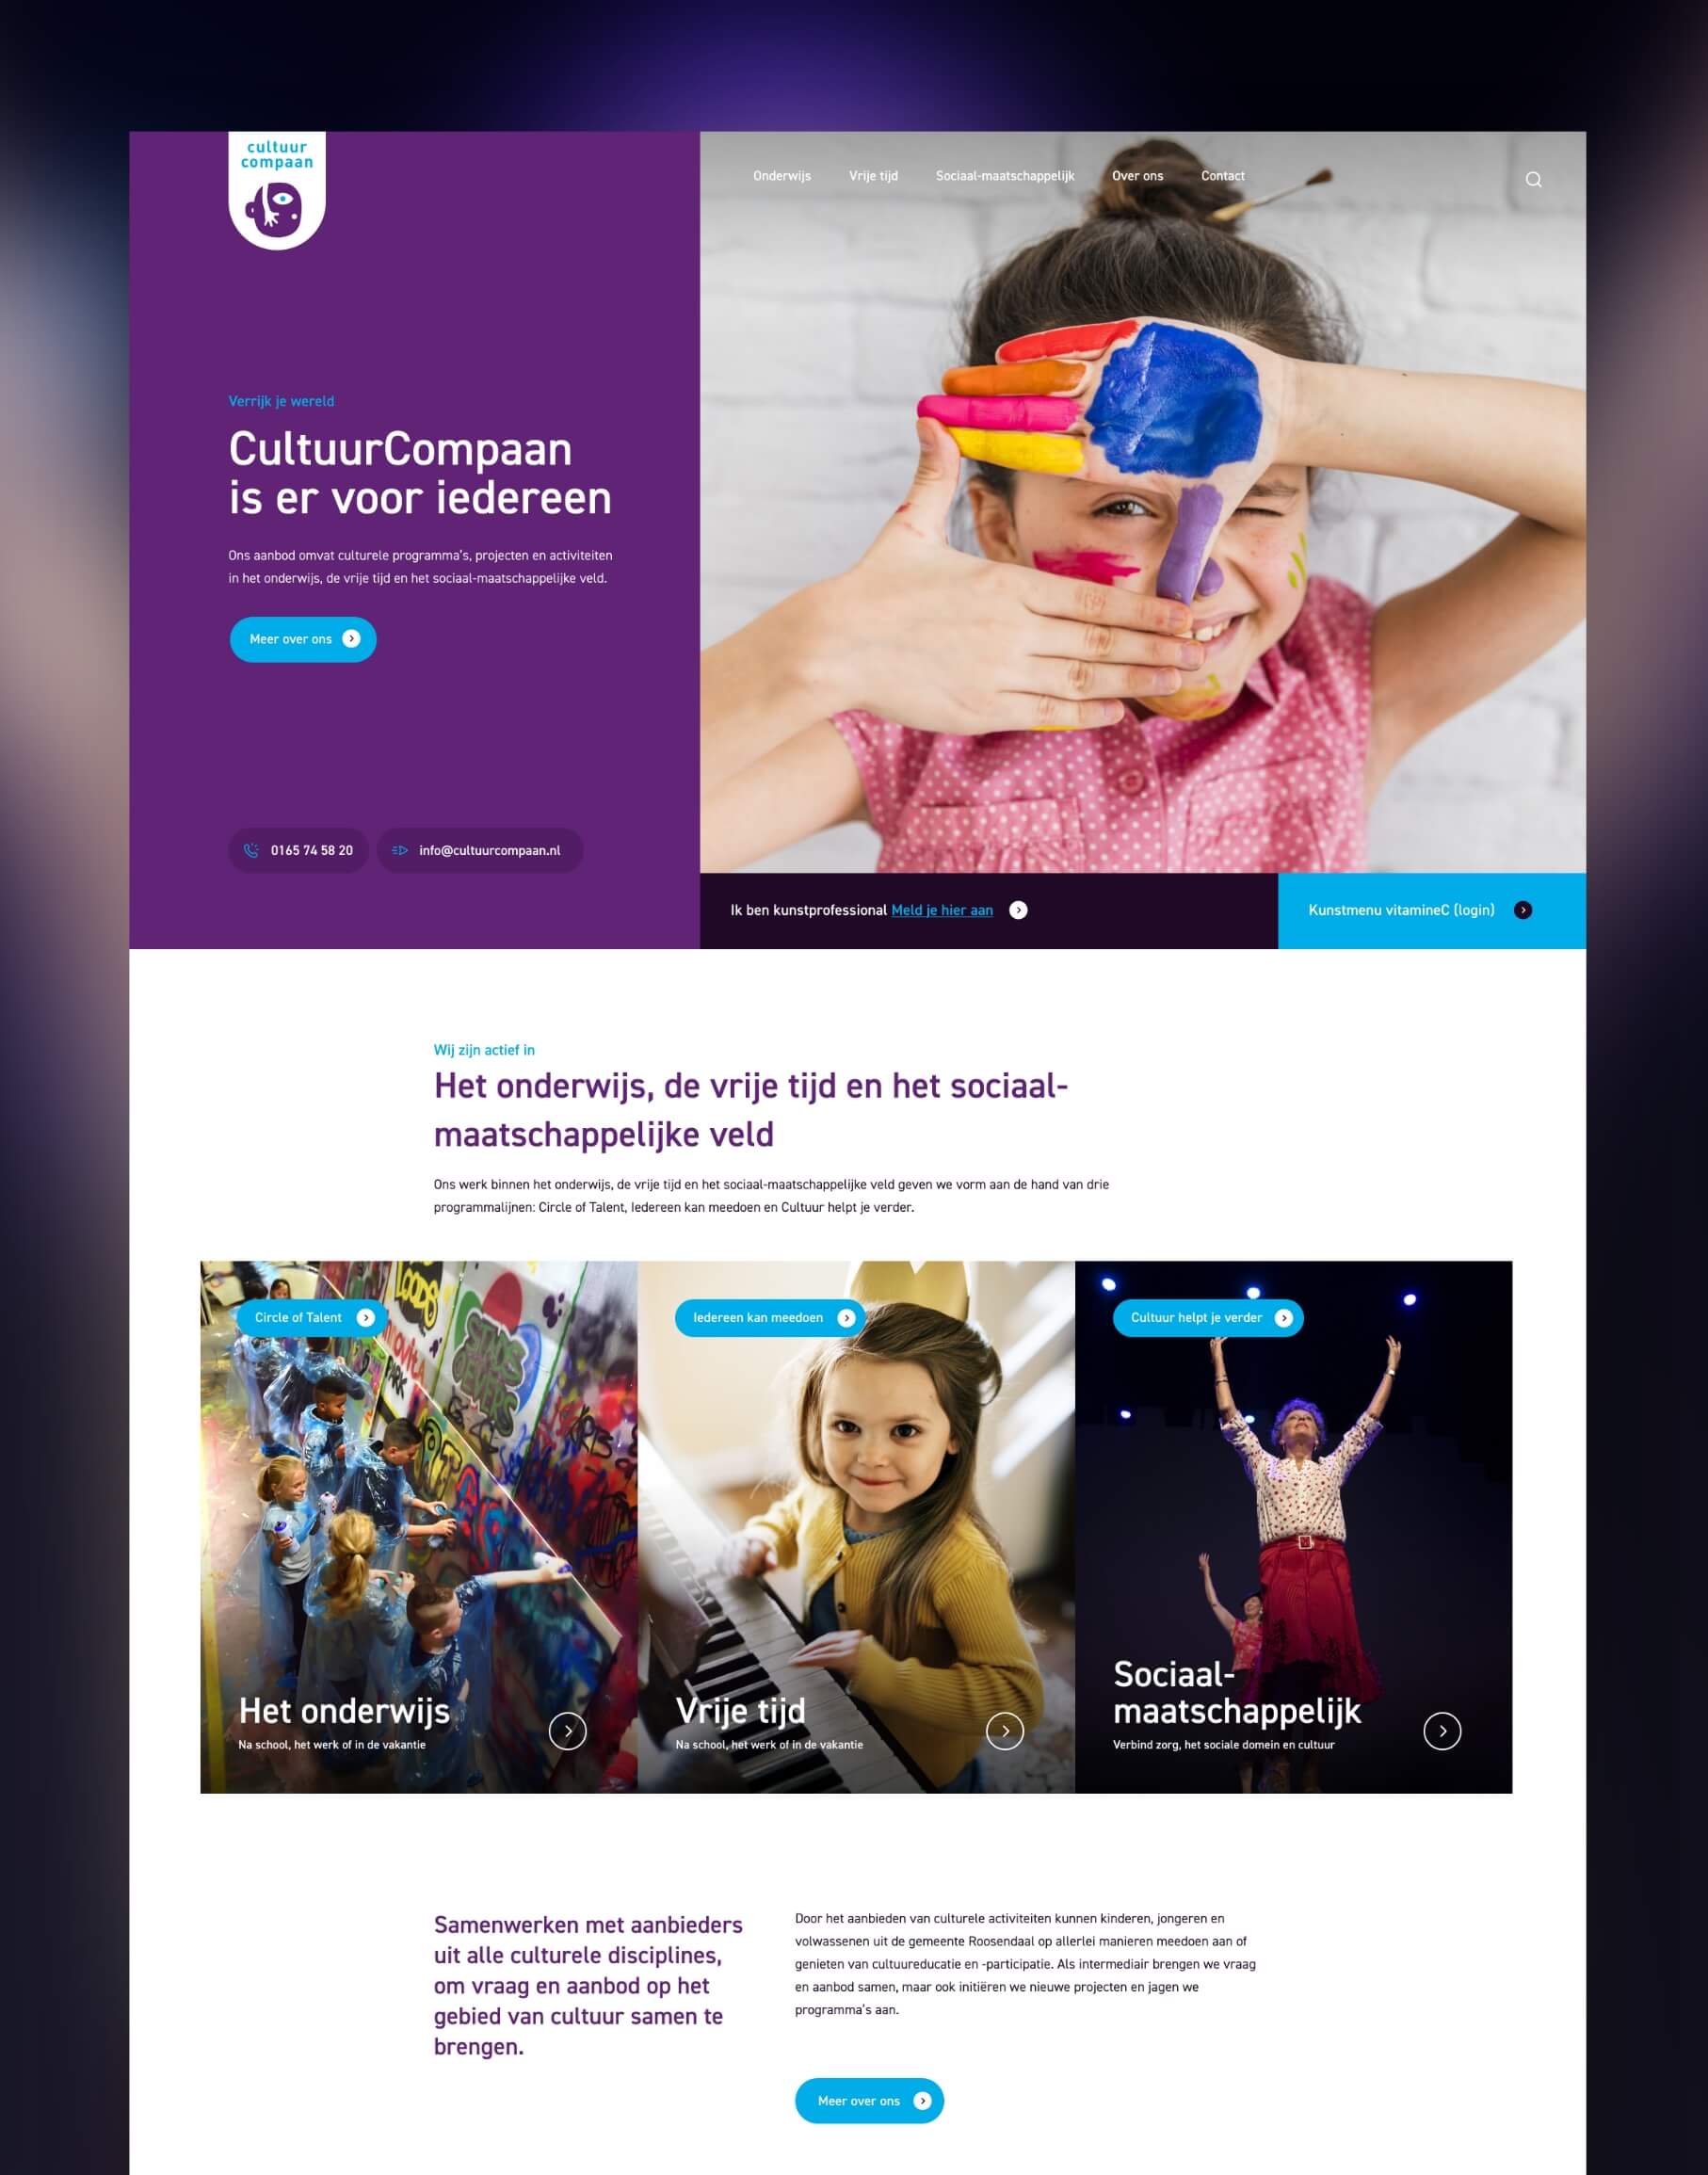 cultuur
compaan
Onderwijs
Vrije tijd
Sociaal-maatschappelijk
Over ons
Contact
Verrijk je wereld
CultuurCompaan
is er voor iedereen
Ons aanbod omvat culturele programma's, projecten en activiteiten
in het onderwijs, de vrije tijd en het sociaal-maatschappelijke veld.
Meer over ons
0165 74 58 20
info@cultuurcompaan.nl
Ik ben kunstprofessional Meld je hier aan
Kunstmenu vitamineC (login)
Wij zijn actief in
Het onderwijs, de vrije tijd en het sociaal-
maatschappelijke veld
Ons werk binnen het onderwijs, de vrije tijd en het sociaal-maatschappelijke veld geven we vorm aan de hand van drie
programmalijnen: Circle of Talent, Iedereen kan meedoen en Cultuur helpt je verder.
Circle of Talent
Het onderwijs
Na school, het werk of in de vakantie
Iedereen kan meedoen
Vrije tijd
Na school, het werk of in de vakantie
Cultuur helpt je verder
Sociaal-
maatschappelijk
Verbind zorg, het sociale domein en cultuur
Samenwerken met aanbieders
uit alle culturele disciplines,
om vraag en aanbod op het
gebied van cultuur samen te
brengen.
Door het aanbieden van culturele activiteiten kunnen kinderen, jongeren en
volwassenen uit de gemeente Roosendaal op allerlei manieren meedoen aan of
genieten van cultuureducatie en -participatie. Als intermediair brengen we vraag
en aanbod samen, maar ook initiëren we nieuwe projecten en jagen we
programma's aan.
Meer over ons